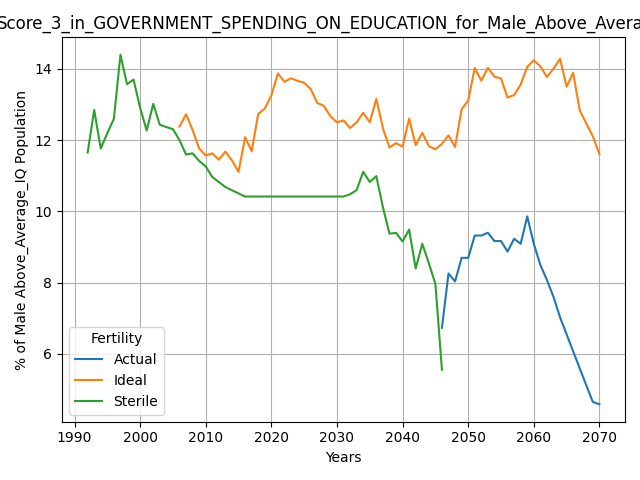 Score_3_in_GOVERNMENT_SPENDING_ON_EDUCATION_for_Male_Above_Avera
% of Male Above_Average_IQ Population
14
12
10
8
6
Fertility
Actual
Ideal
Sterile
1990 2000 2010 2020 2030 2040 2050 2060 2070
Years